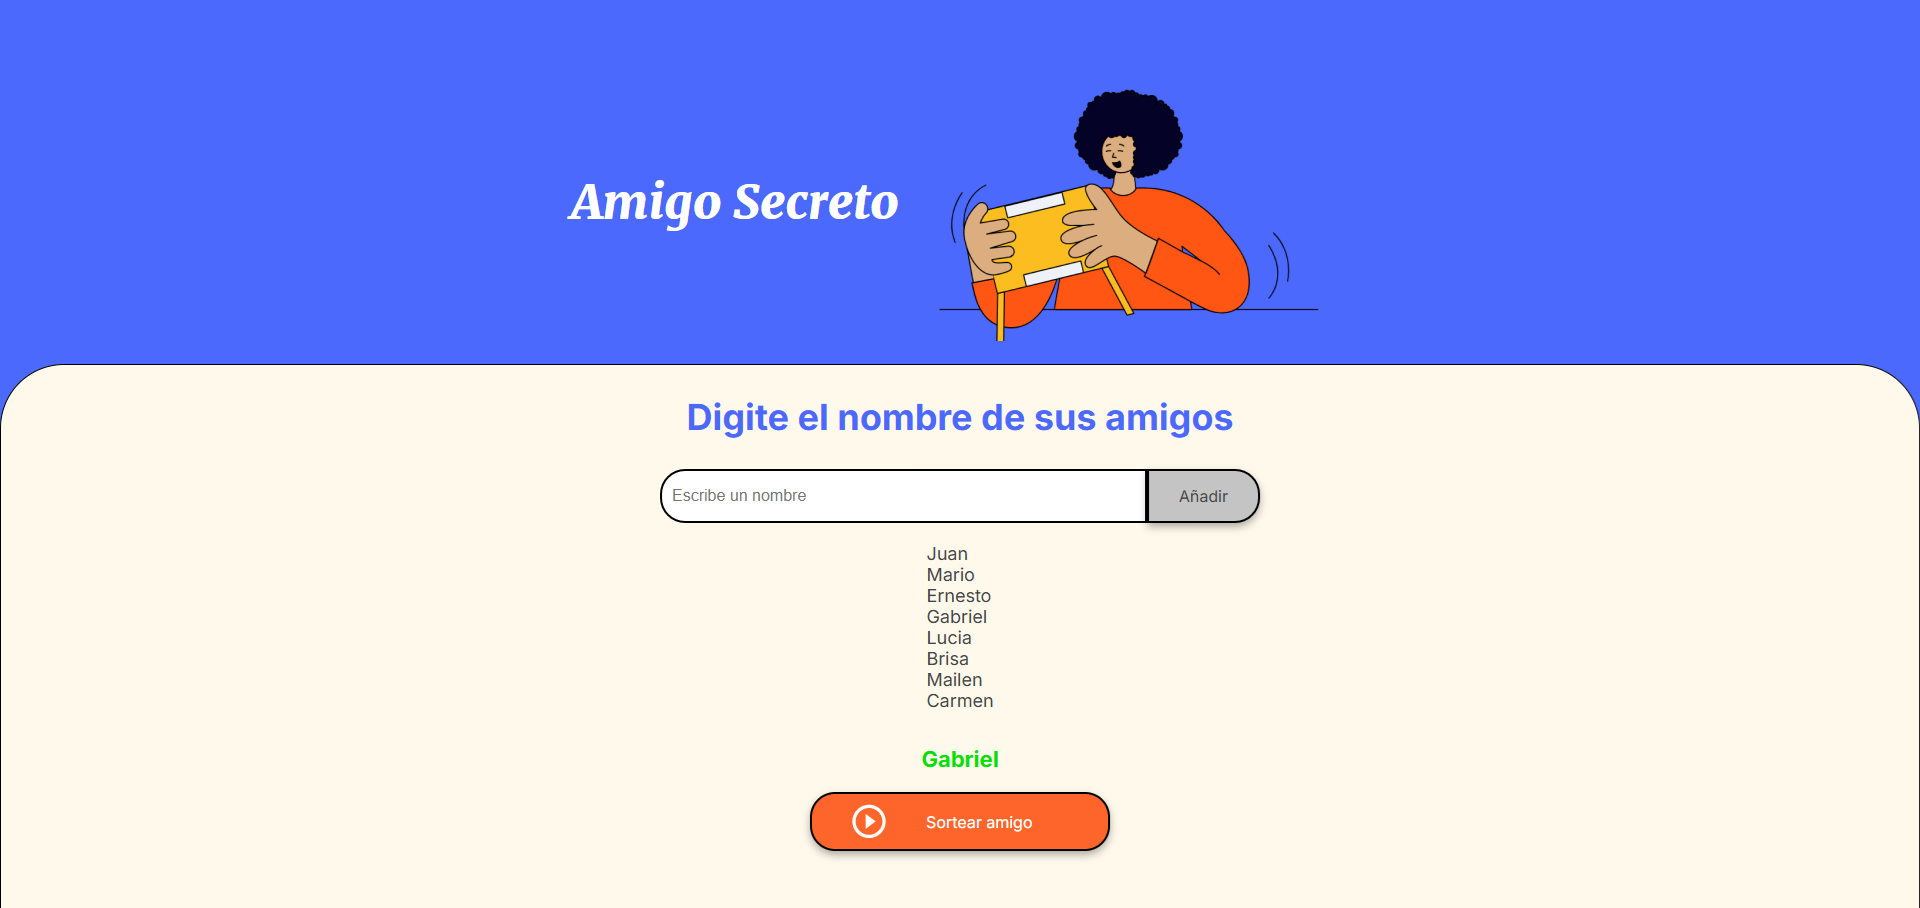 Amigo Secreto
Digite el nombre de sus amigos
Escribe un nombre
Añadir
Juan
Mario
Ernesto
Gabriel
Lucia
Brisa
Mailen
Carmen
Gabriel
Sortear amigo